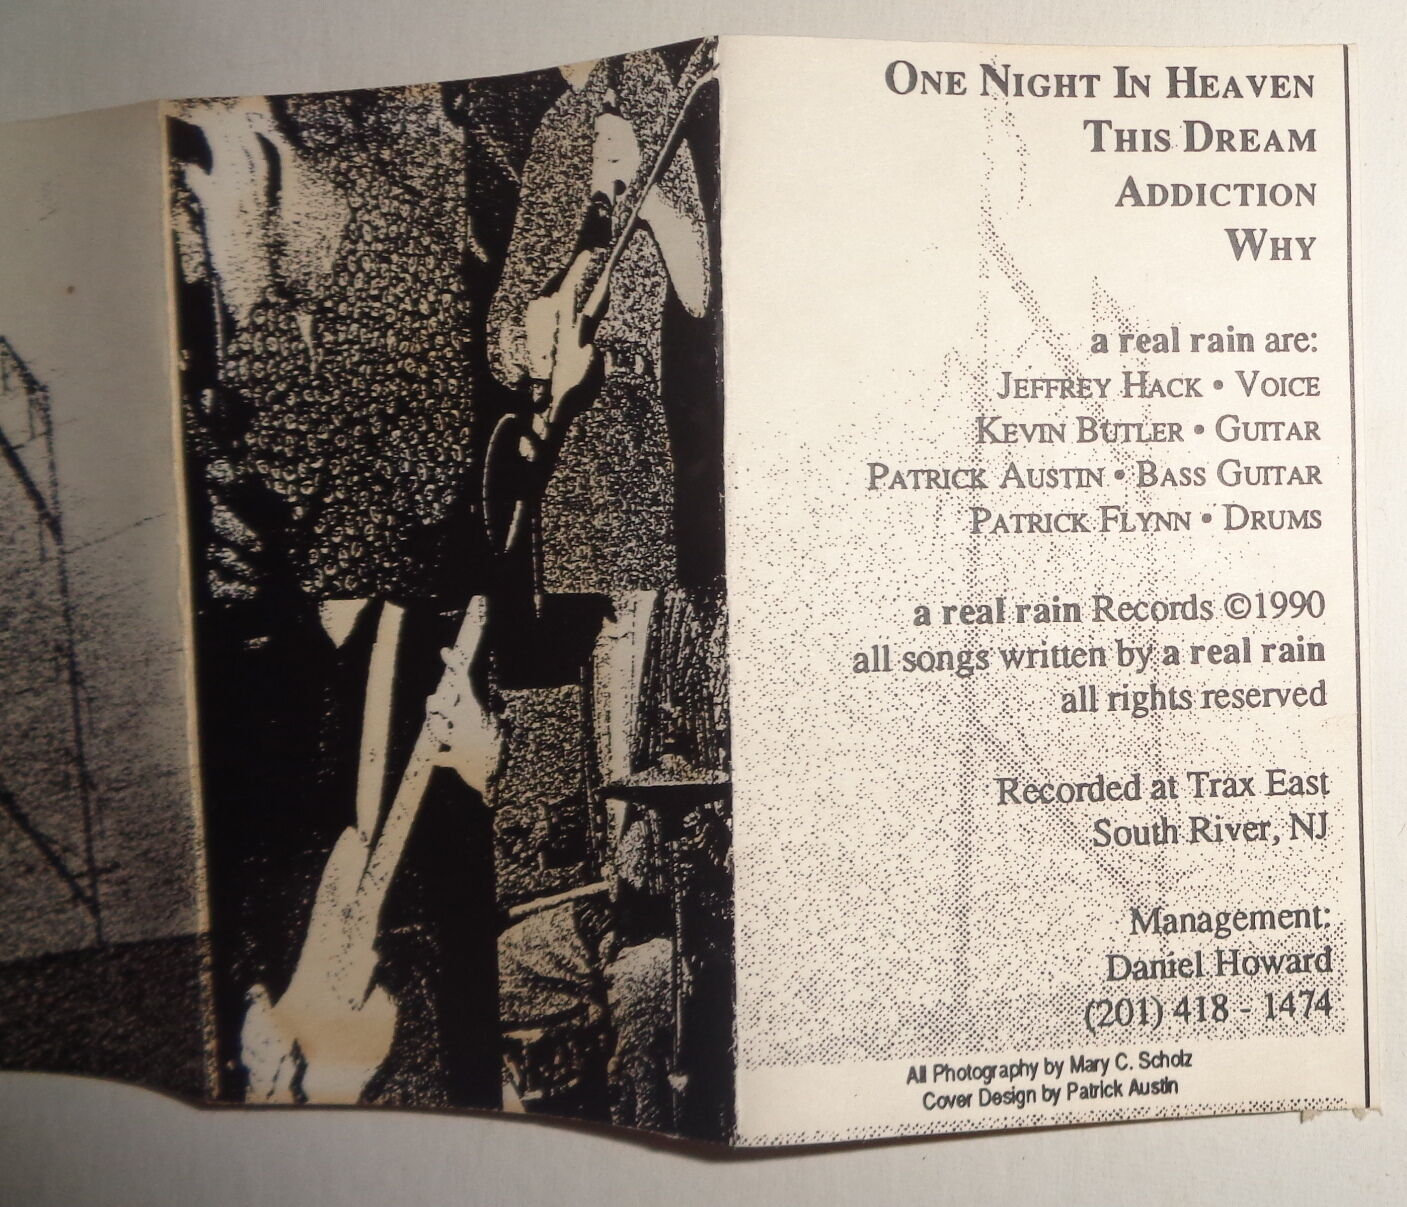 ONE NIGHT IN HEAVEN
THIS DREAM
ADDICTION
WHY
a real rain are:
JEFFREY HACK • VOICE
KEVIN BUTLER • GUITAR
PATRICK AUSTIN • BASS GUITAR
PATRICK FLYNN • DRUMS
a real rain Records ©1990
all songs written by a real rain
all rights reserved
Recorded at Trax East
South River, NJ
Management:
Daniel Howard
(201) 418 - 1474
All Photography by Mary C. Scholz
Cover Design by Patrick Austin